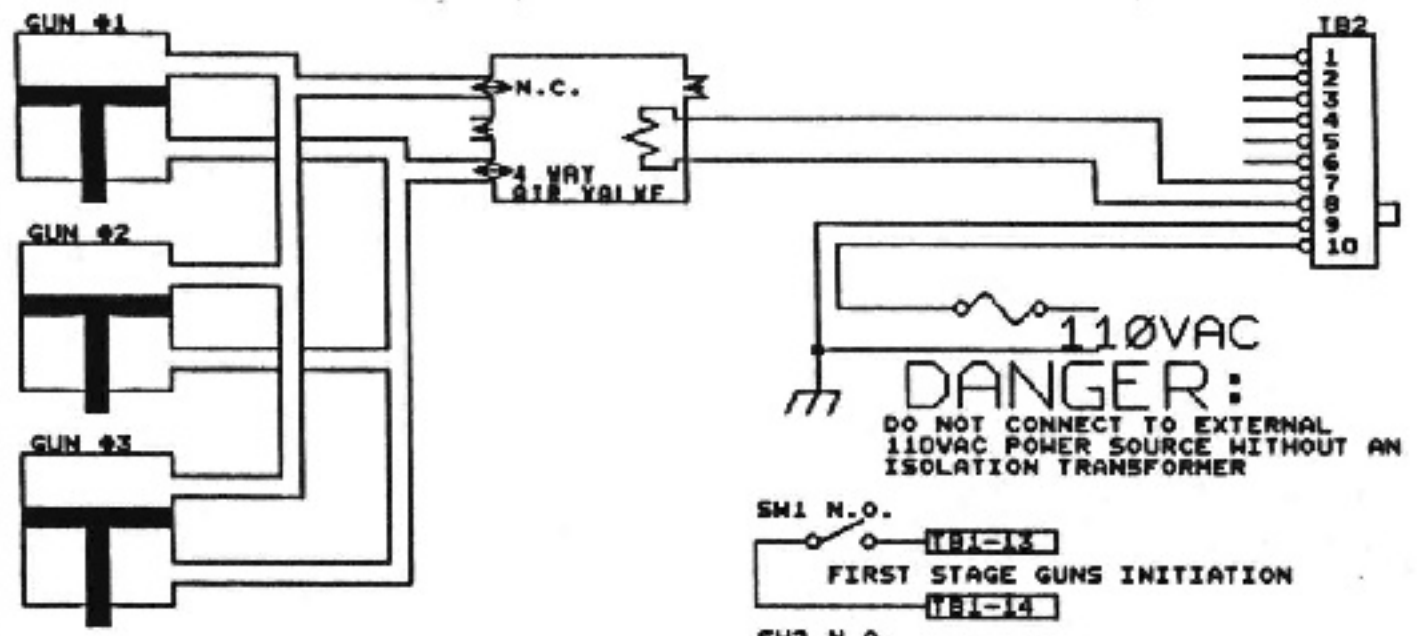 GUN #1
TB2
1
2
3
4
5
6
7
8
9
10
N.C.
4 WAY
AIR VALVE
GUN #2
110VAC
DANGER:
DO NOT CONNECT TO EXTERNAL
110VAC POWER SOURCE WITHOUT AN
ISOLATION TRANSFORMER
GUN #3
SW1 N.O.
TB1-13
FIRST STAGE GUNS INITIATION
TB1-14
N.O.